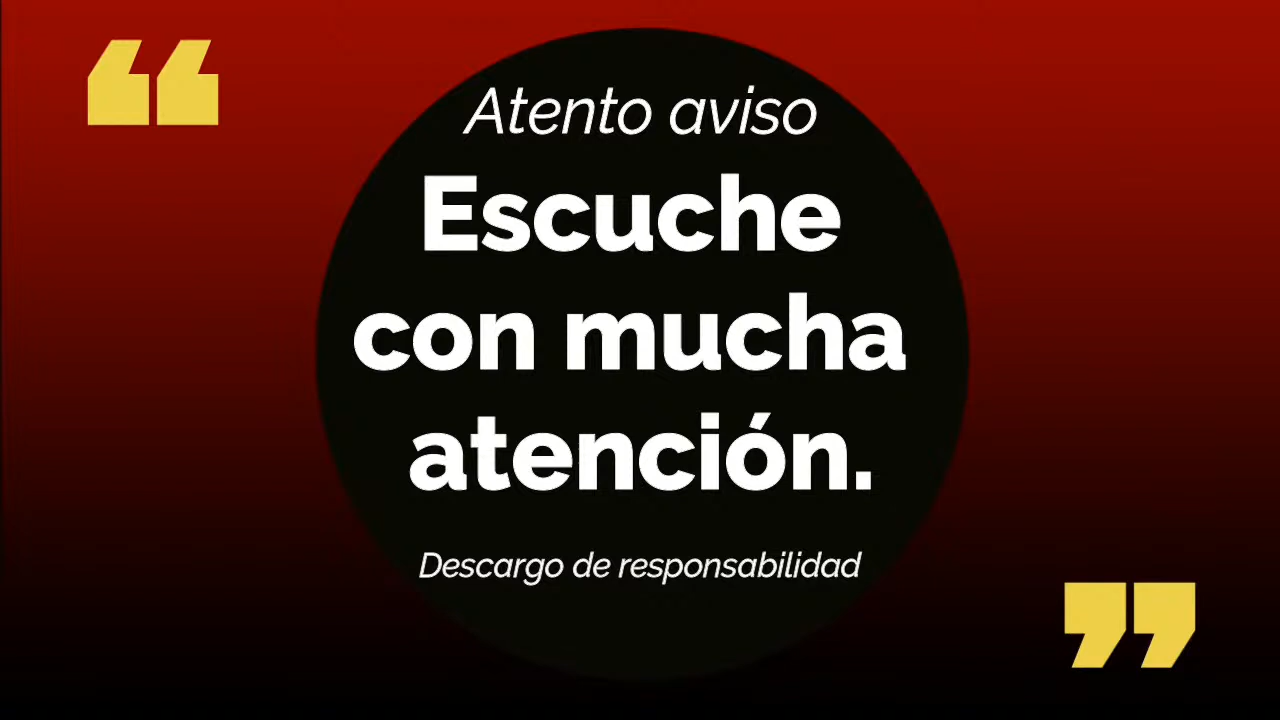 Atento aviso
Escuche
con mucha
atención.
Descargo de responsabilidad